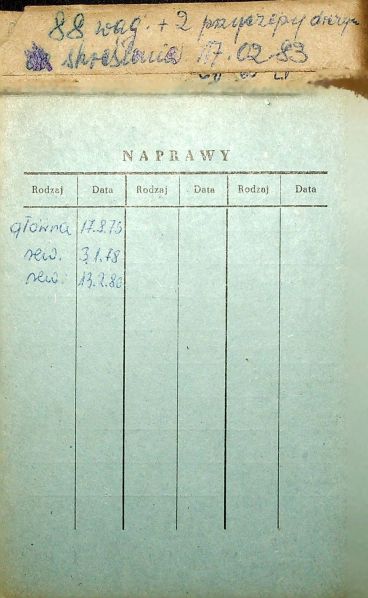 88 wag. + 2 przyczepy
skreślenia 17.02.83
NAPRAWY
Rodzaj Data Rodzaj Data Rodzaj Data
główna 17.8.75
rew. 3.1.78
rew. 13.2.80